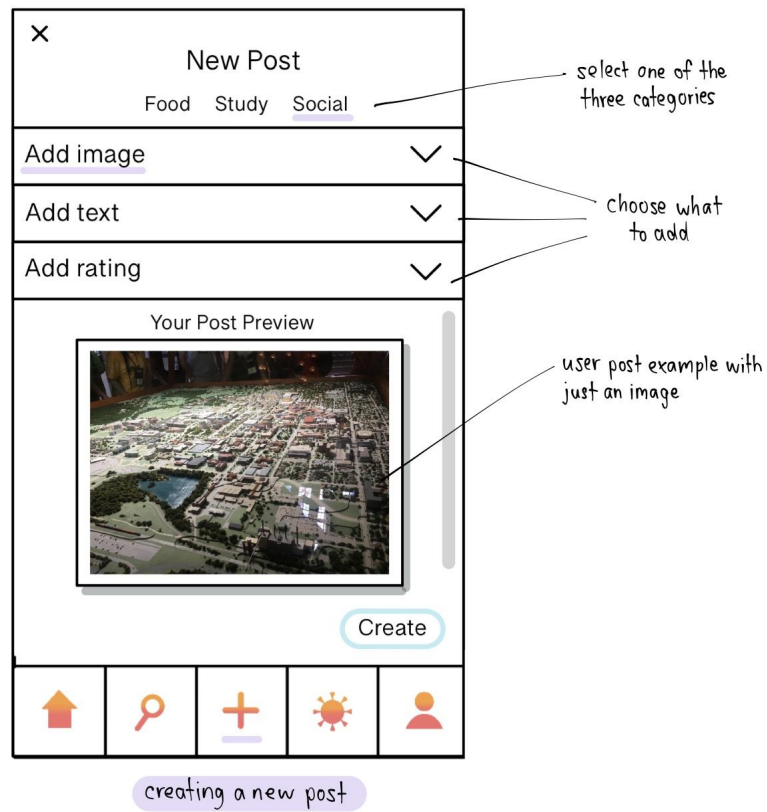 New Post
Food Study Social
select one of the
three categories
Add image
Add text
Add rating
choose what
to add
Your Post Preview
user post example with
just an image
Create
creating a new post